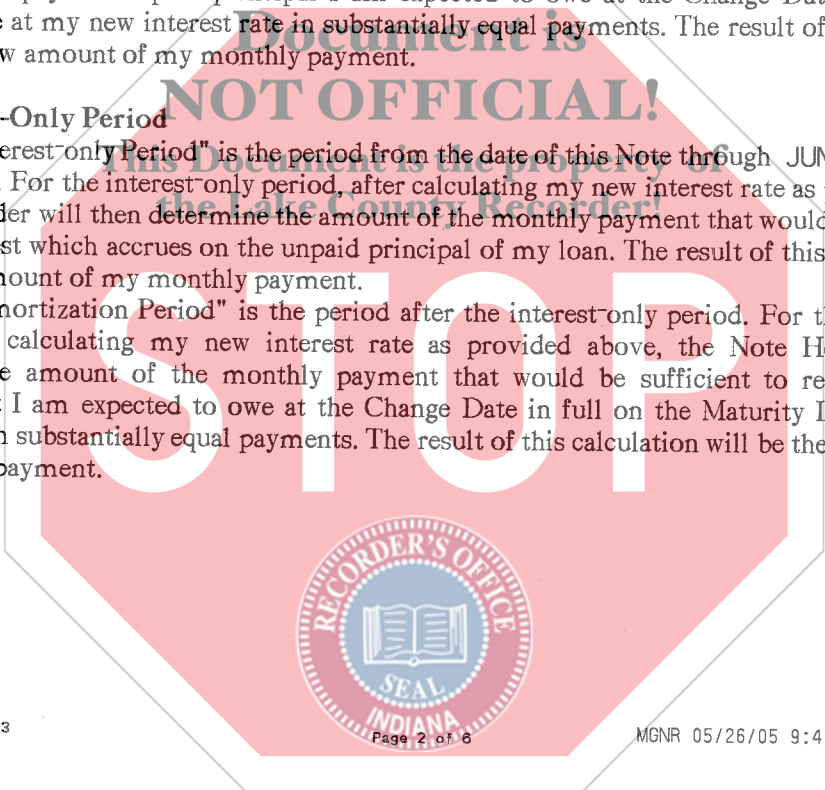 at my new interest rate in substantially equal payments. The result of
amount of my monthly payment.
Document is
NOT OFFICIAL!
This Document is the property of
the Lake County Recorder!
-Only Period
erest-only Period" is the period from the date of this Note through JUN
. For the interest-only period, after calculating my new interest rate as
der will then determine the amount of the monthly payment that would
st which accrues on the unpaid principal of my loan. The result of this
nount of my monthly payment.
nortization Period" is the period after the interest-only period. For t
calculating my new interest rate as provided above, the Note H
e amount of the monthly payment that would be sufficient to re
I am expected to owe at the Change Date in full on the Maturity
substantially equal payments. The result of this calculation will be the
payment.
STOP
RECORDER'S OFFICE
SEAL
INDIANA
3
Page 2 of 6
MGNR 05/26/05 9:4